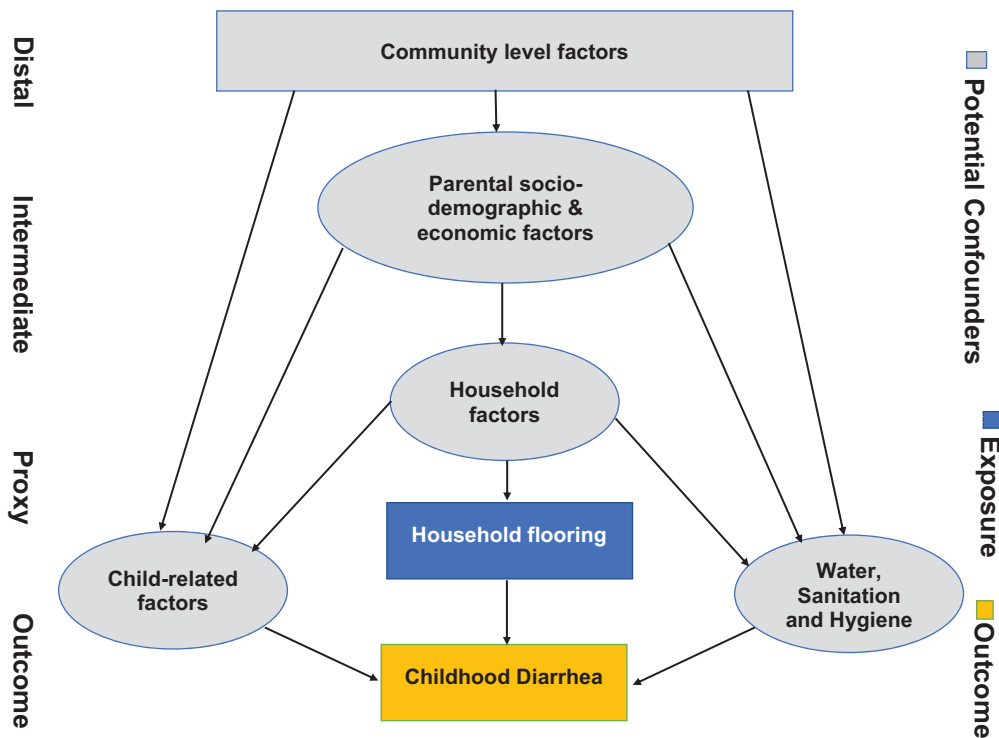 Community level factors
Parental socio-
demographic &
economic factors
Household
factors
Household flooring
Child-related
factors
Water,
Sanitation
and Hygiene
Childhood Diarrhea
Distal
Intermediate
Proxy
Outcome
Potential Confounders
Exposure
Outcome